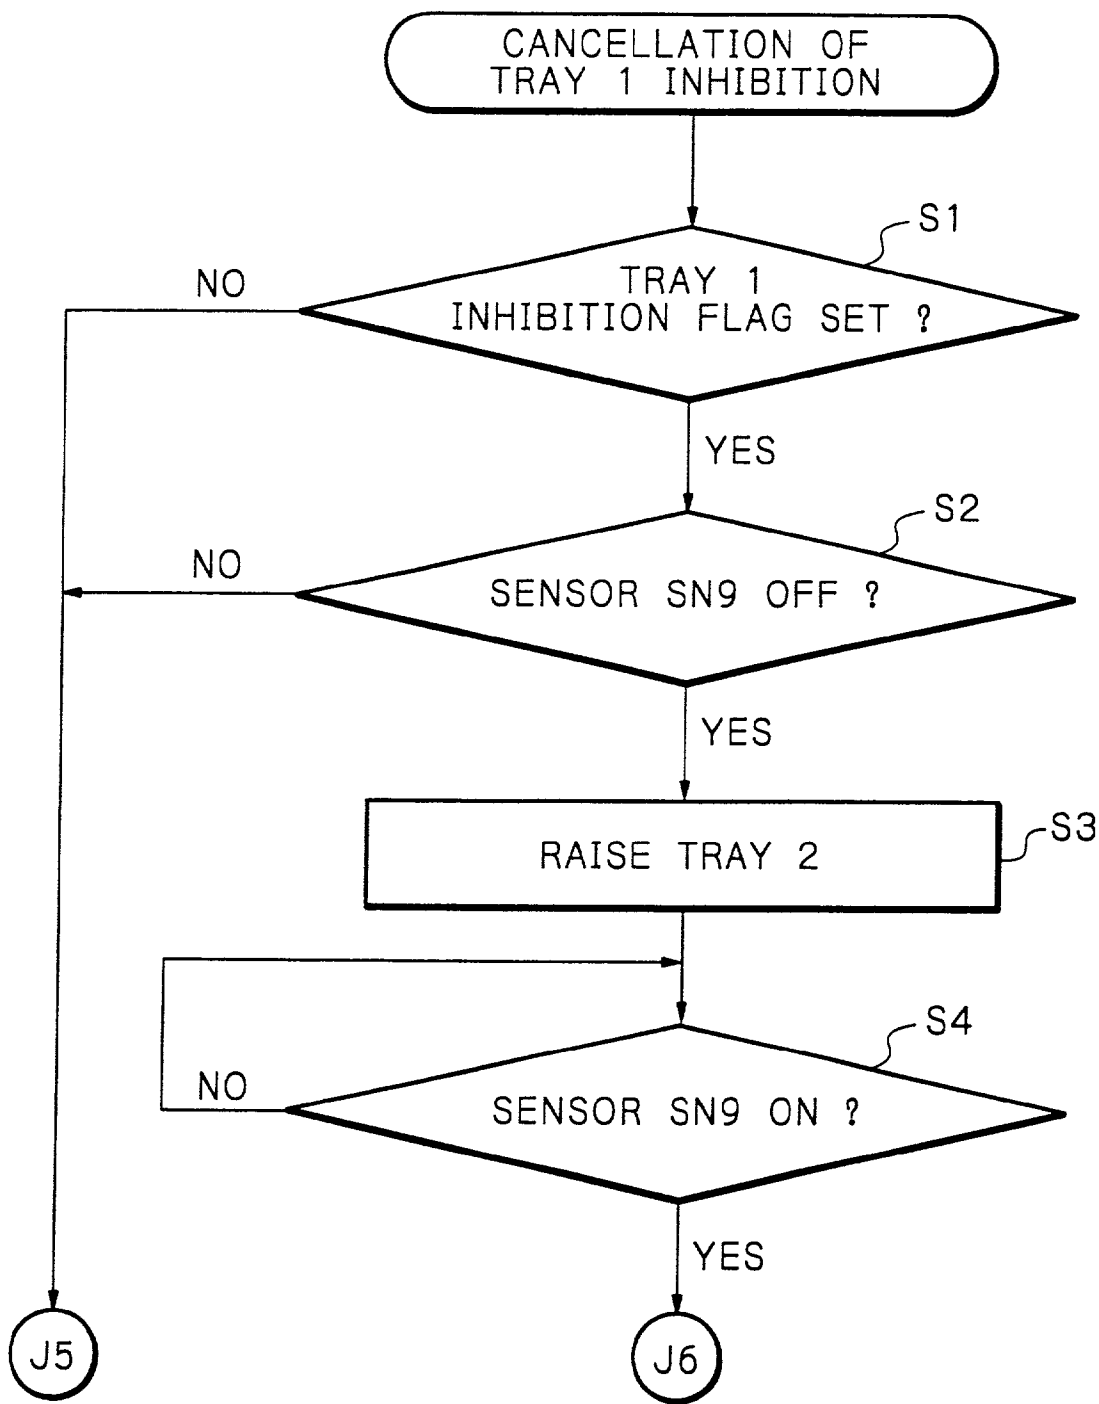 CANCELLATION OF
TRAY 1 INHIBITION
S1
NO
TRAY 1
INHIBITION FLAG SET ?
YES
S2
NO
SENSOR SN9 OFF ?
YES
S3
RAISE TRAY 2
S4
NO
SENSOR SN9 ON ?
YES
J5
J6